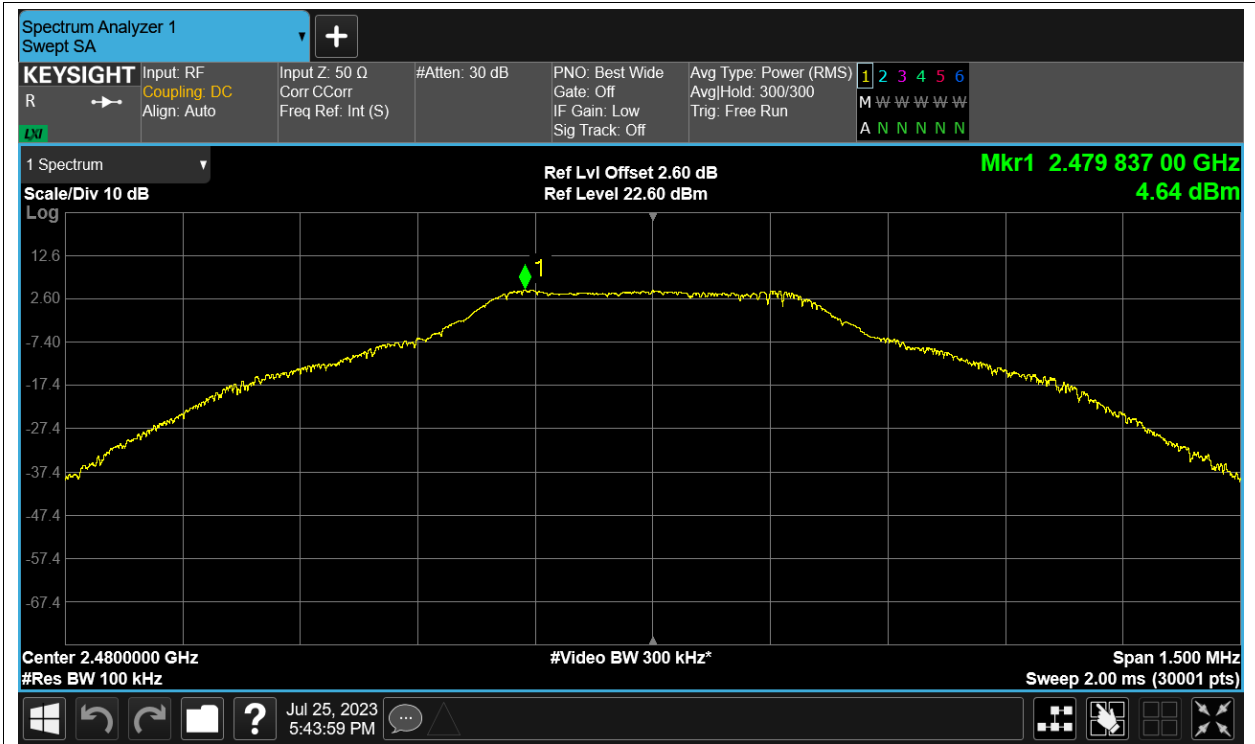 Spectrum Analyzer 1
Swept SA
KEYSIGHT
R
LXI
Input: RF
Coupling: DC
Align: Auto
Input Z: 50 Ω
Corr CCorr
Freq Ref: Int (S)
#Atten: 30 dB
PNO: Best Wide
Gate: Off
IF Gain: Low
Sig Track: Off
Avg Type: Power (RMS)
Avg|Hold: 300/300
Trig: Free Run
1 2 3 4 5 6
M W W W W W
A N N N N N
1 Spectrum
Scale/Div 10 dB
Log
Ref Lvl Offset 2.60 dB
Ref Level 22.60 dBm
Mkr1 2.479 837 00 GHz
4.64 dBm
12.6
1
2.60
-7.40
-17.4
-27.4
-37.4
-47.4
-57.4
-67.4
Center 2.4800000 GHz
#Video BW 300 kHz*
Span 1.500 MHz
#Res BW 100 kHz
Sweep 2.00 ms (30001 pts)
?
Jul 25, 2023
5:43:59 PM